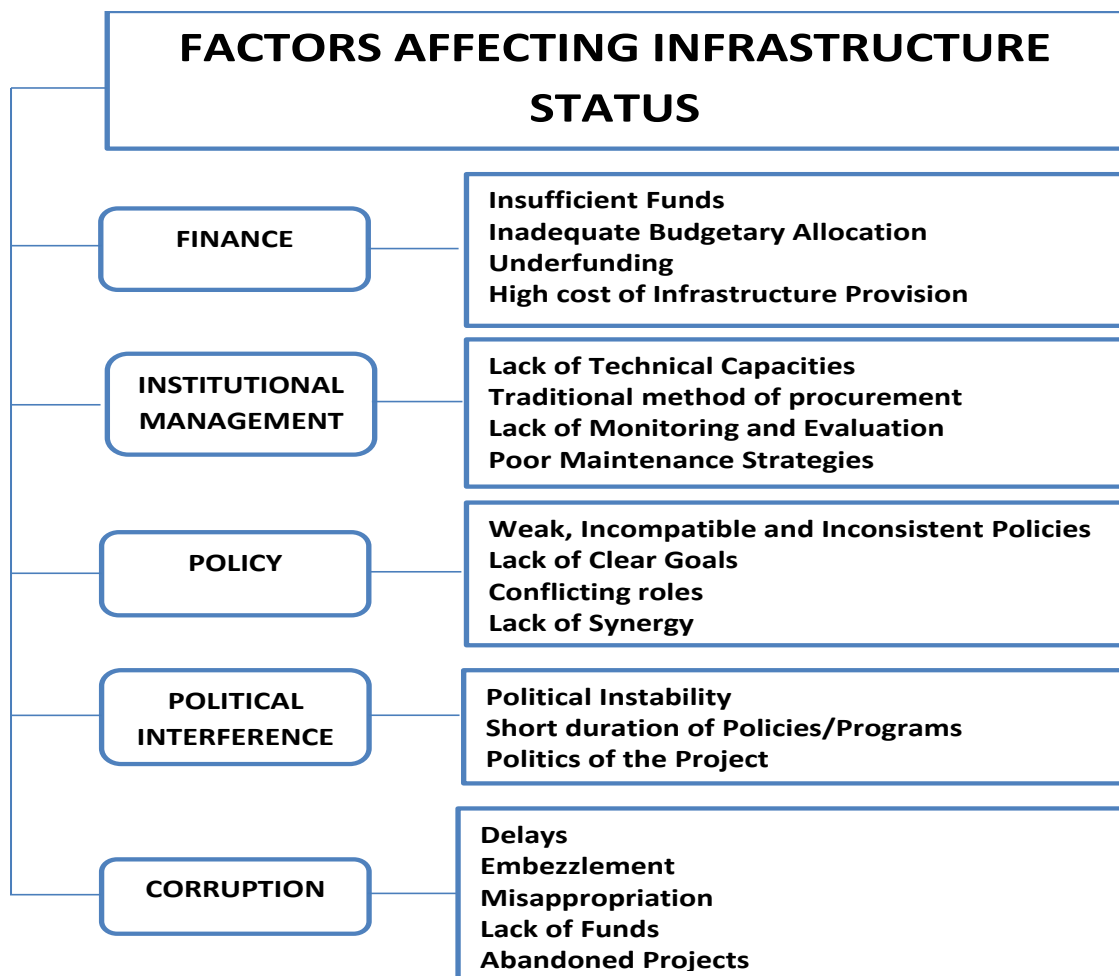 FACTORS AFFECTING INFRASTRUCTURE
STATUS
FINANCE
Insufficient Funds
Inadequate Budgetary Allocation
Underfunding
High cost of Infrastructure Provision
INSTITUTIONAL
MANAGEMENT
Lack of Technical Capacities
Traditional method of procurement
Lack of Monitoring and Evaluation
Poor Maintenance Strategies
POLICY
Weak, Incompatible and Inconsistent Policies
Lack of Clear Goals
Conflicting roles
Lack of Synergy
POLITICAL
INTERFERENCE
Political Instability
Short duration of Policies/Programs
Politics of the Project
CORRUPTION
Delays
Embezzlement
Misappropriation
Lack of Funds
Abandoned Projects